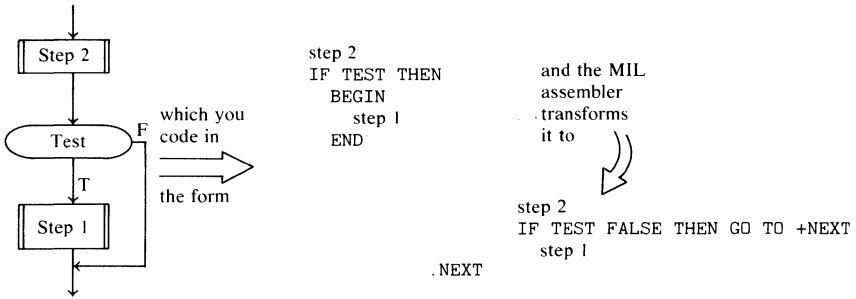 Step 2
Test
F
T
Step 1
which you
code in
the form
step 2
IF TEST THEN
BEGIN
step 1
END
and the MIL
assembler
transforms
it to
step 2
IF TEST FALSE THEN GO TO +NEXT
step 1
.NEXT